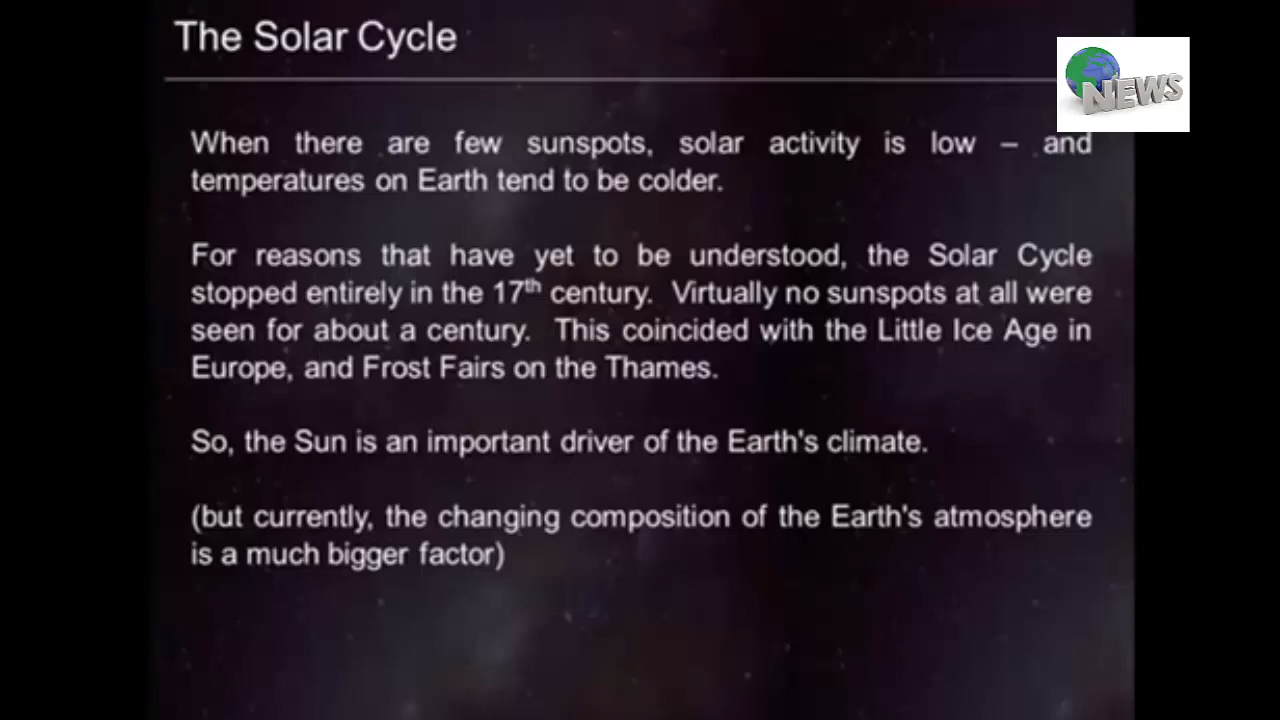 The Solar Cycle
NEWS
When there are few sunspots, solar activity is low – and
temperatures on Earth tend to be colder.
For reasons that have yet to be understood, the Solar Cycle
stopped entirely in the 17th century. Virtually no sunspots at all were
seen for about a century. This coincided with the Little Ice Age in
Europe, and Frost Fairs on the Thames.
So, the Sun is an important driver of the Earth's climate.
(but currently, the changing composition of the Earth's atmosphere
is a much bigger factor)